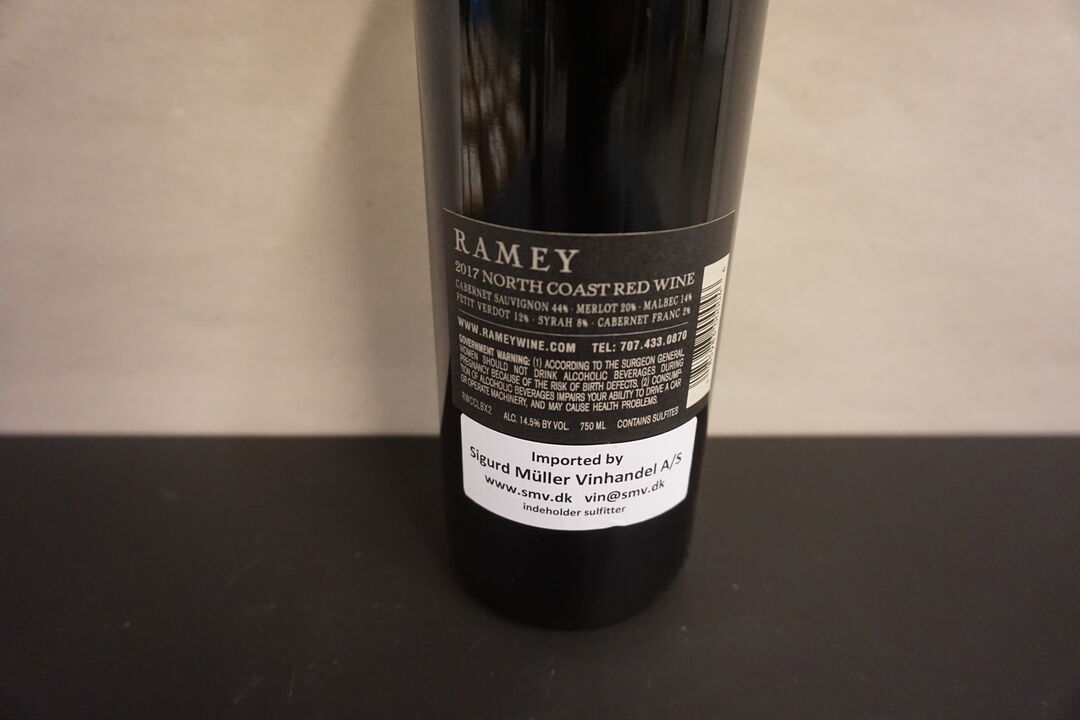 RAMEY
2017 NORTH COAST RED WINE
CABERNET SAUVIGNON 44% · MERLOT 20% · MALBEC 14%
PETIT VERDOT 12% · SYRAH 8% · CABERNET FRANC 2%
WWW.RAMEYWINE.COM TEL: 707.433.0870
GOVERNMENT WARNING: (1) ACCORDING TO THE SURGEON GENERAL
WOMEN SHOULD NOT DRINK ALCOHOLIC BEVERAGES DURING
PREGNANCY BECAUSE OF THE RISK OF BIRTH DEFECTS. (2) CONSUMP-
TION OF ALCOHOLIC BEVERAGES IMPAIRS YOUR ABILITY TO DRIVE A CAR
OR OPERATE MACHINERY, AND MAY CAUSE HEALTH PROBLEMS.
RWCCLBX2 ALC. 14.5% BY VOL. 750 ML CONTAINS SULFITES
Imported by
Sigurd Müller Vinhandel A/S
www.smv.dk vin@smv.dk
indeholder sulfitter